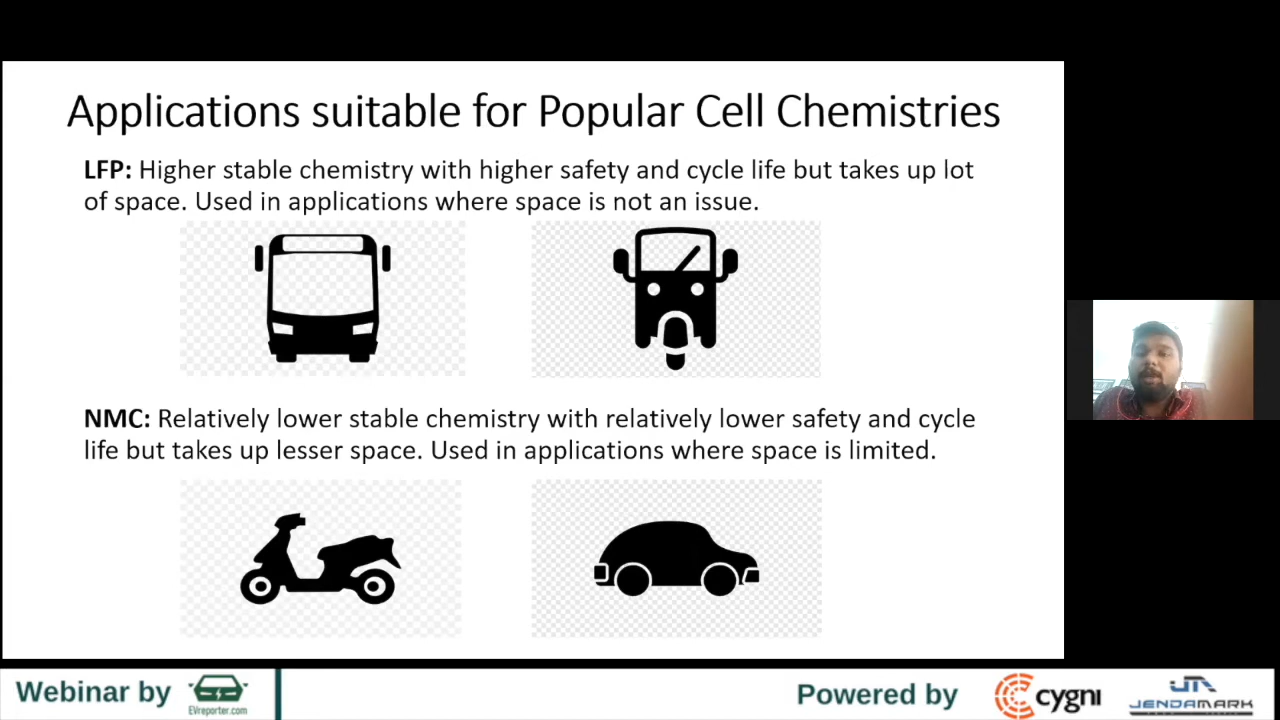 Applications suitable for Popular Cell Chemistries
LFP: Higher stable chemistry with higher safety and cycle life but takes up lot
of space. Used in applications where space is not an issue.
NMC: Relatively lower stable chemistry with relatively lower safety and cycle
life but takes up lesser space. Used in applications where space is limited.
Webinar by
EVreporter.com
Powered by
cygni
JENDAMARK